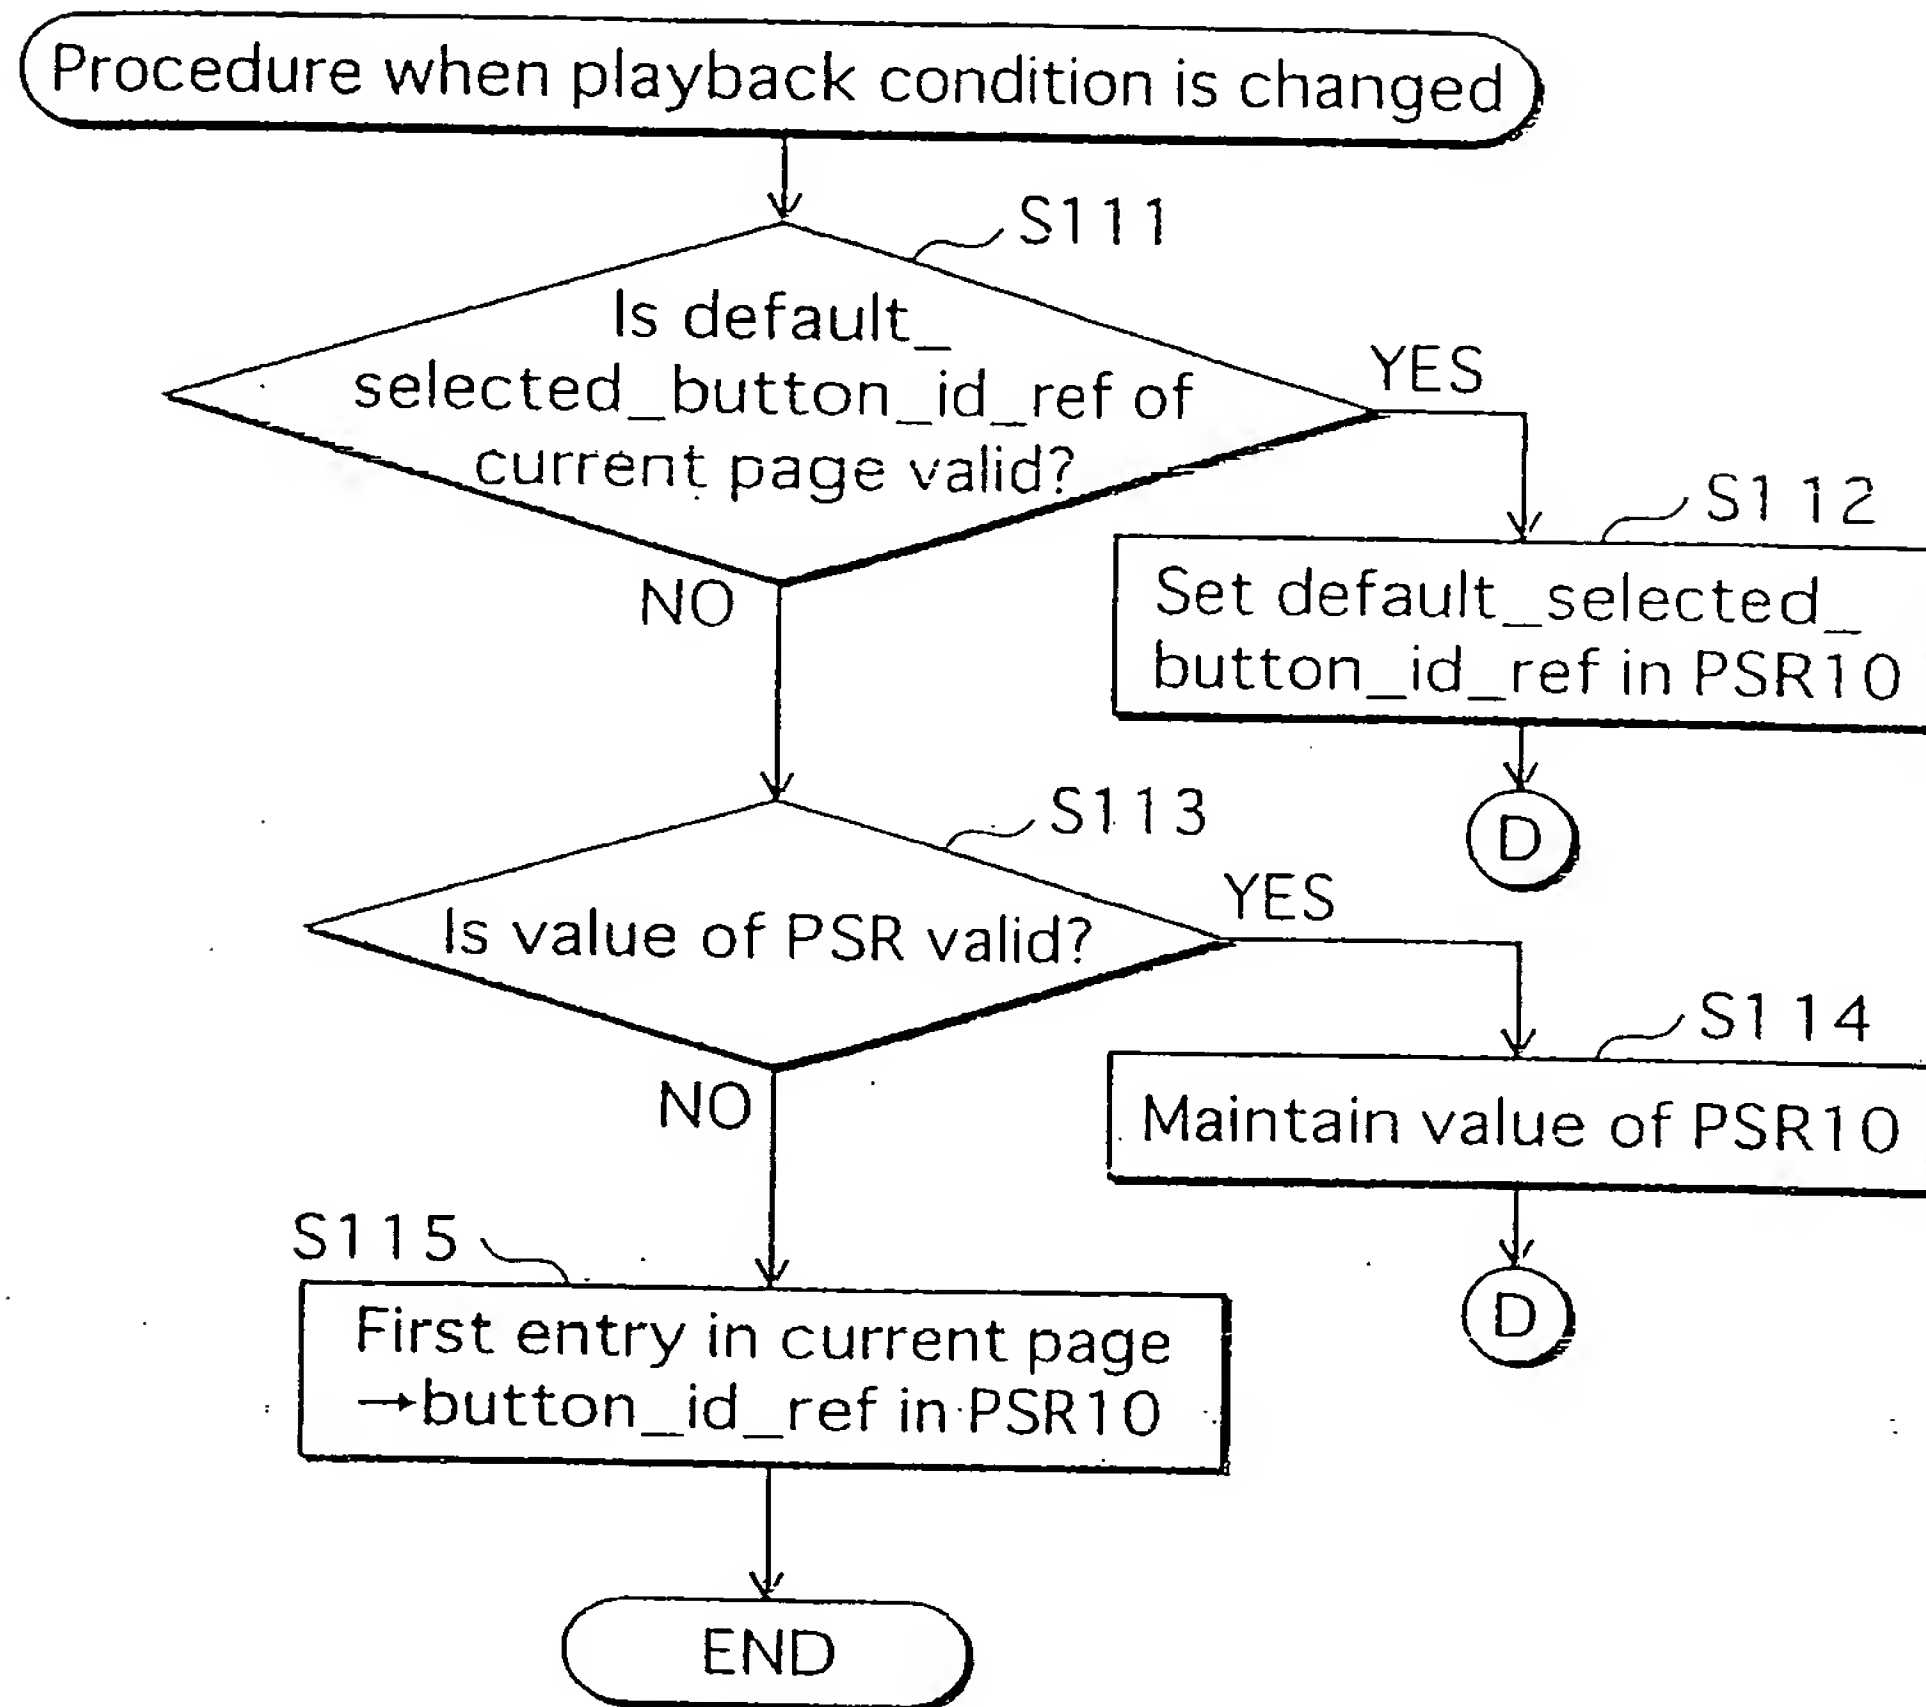 Procedure when playback condition is changed
S111
Is default_
selected_button_id_ref of
current page valid?
YES
NO
S112
Set default_selected_
button_id_ref in PSR10
D
S113
Is value of PSR valid?
YES
NO
S114
Maintain value of PSR10
D
S115
First entry in current page
→button_id_ref in PSR10
END